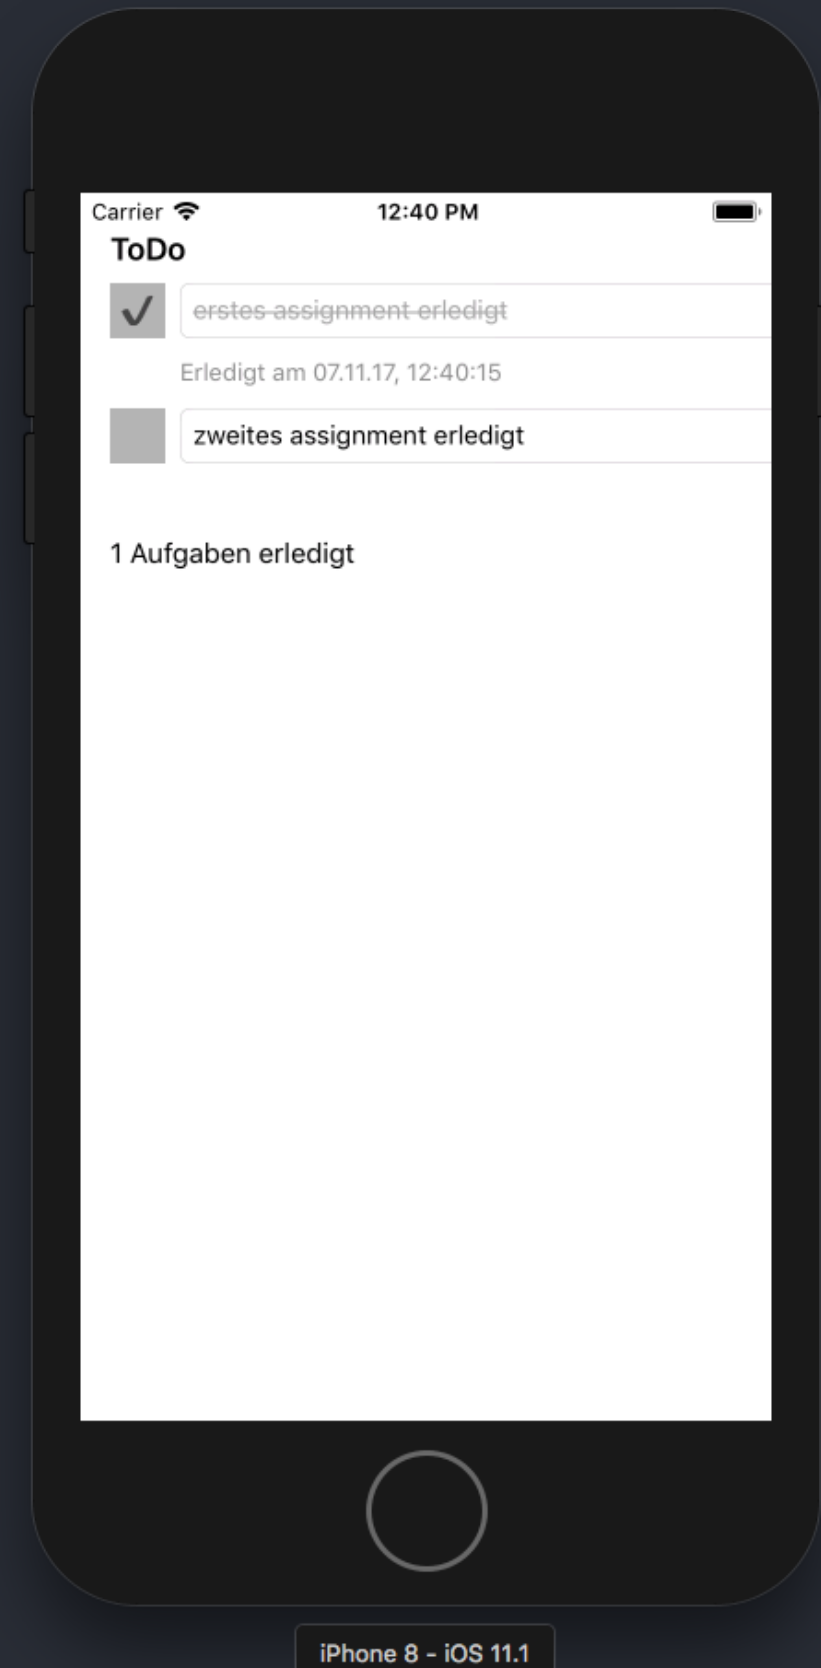 Carrier 12:40 PM
ToDo
erstes assignment erledigt
Erledigt am 07.11.17, 12:40:15
zweites assignment erledigt
1 Aufgaben erledigt
iPhone 8 - iOS 11.1